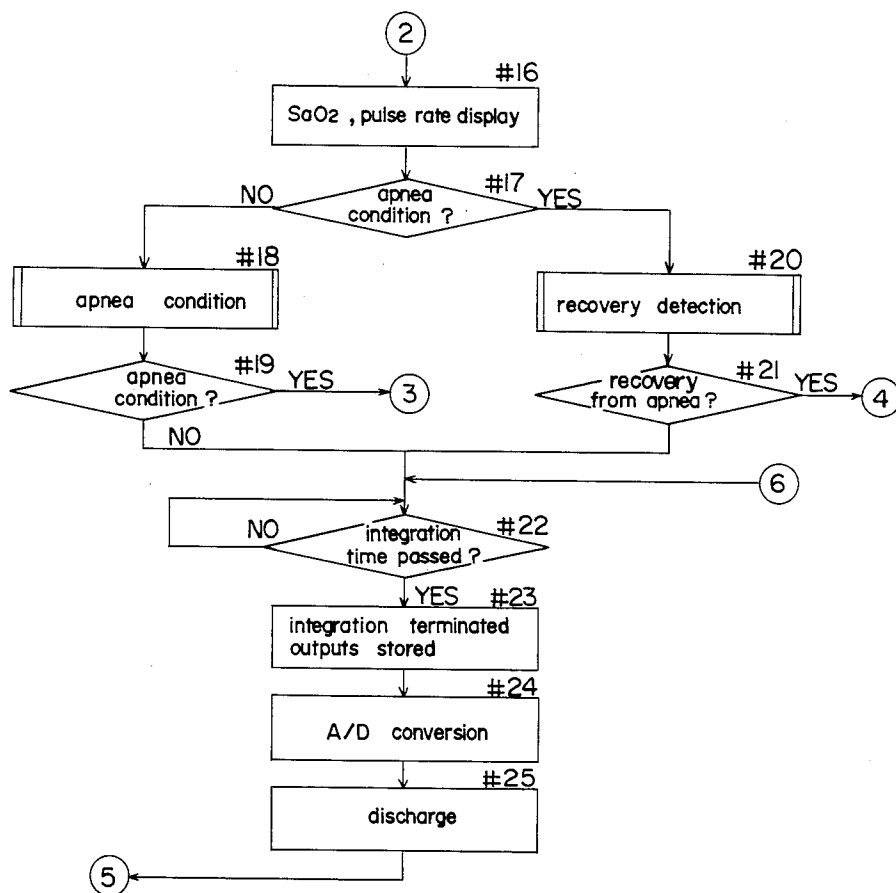 2
#16
SaO2, pulse rate display
#17
NO
apnea
condition ?
YES
#18
apnea condition
#20
recovery detection
#19
apnea
condition ?
YES
3
#21
recovery
from apnea?
YES
4
NO
6
#22
NO
integration
time passed ?
YES
#23
integration terminated
outputs stored
#24
A/D conversion
#25
discharge
5